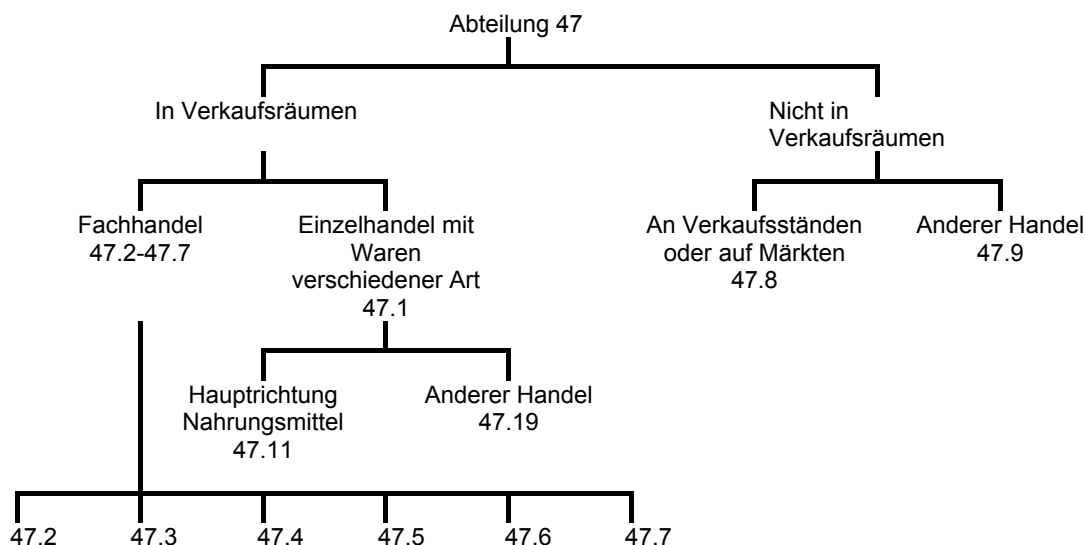 Abteilung 47
In Verkaufsräumen
Nicht in
Verkaufsräumen
Fachhandel
47.2-47.7
Einzelhandel mit
Waren
verschiedener Art
47.1
An Verkaufsständen
oder auf Märkten
47.8
Anderer Handel
47.9
Hauptrichtung
Nahrungsmittel
47.11
Anderer Handel
47.19
47.2 47.3 47.4 47.5 47.6 47.7